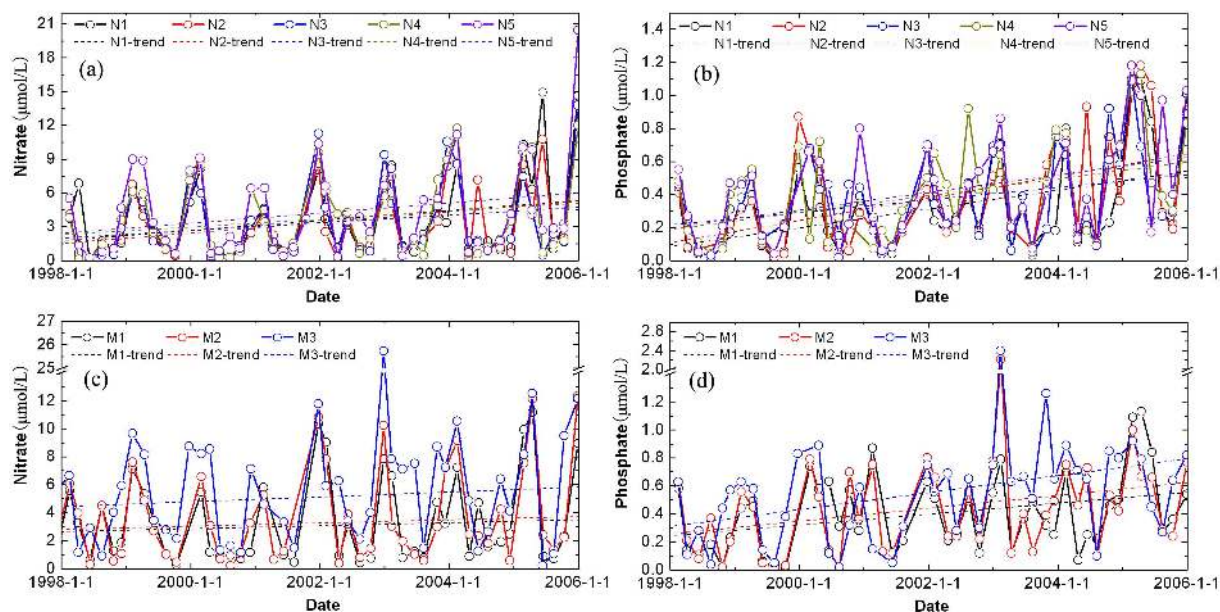 N1 N2 N3 N4 N5
N1-trend N2-trend N3-trend N4-trend N5-trend
(a)
Nitrate (μmol/L)
21
18
15
12
9
6
3
0
1998-1-1 2000-1-1 2002-1-1 2004-1-1 2006-1-1
Date
N1 N2 N3 N4 N5
N1-trend N2-trend N3-trend N4-trend N5-trend
(b)
Phosphate (μmol/L)
1.4
1.2
1.0
0.8
0.6
0.4
0.2
0.0
1998-1-1 2000-1-1 2002-1-1 2004-1-1 2006-1-1
Date
M1 M2 M3
M1-trend M2-trend M3-trend
(c)
Nitrate (μmol/L)
27
26
25
12
10
8
6
4
2
0
1998-1-1 2000-1-1 2002-1-1 2004-1-1 2006-1-1
Date
M1 M2 M3
M1-trend M2-trend M3-trend
(d)
Phosphate (μmol/L)
2.8
2.4
2.0
1.2
1.0
0.8
0.6
0.4
0.2
0.0
1998-1-1 2000-1-1 2002-1-1 2004-1-1 2006-1-1
Date